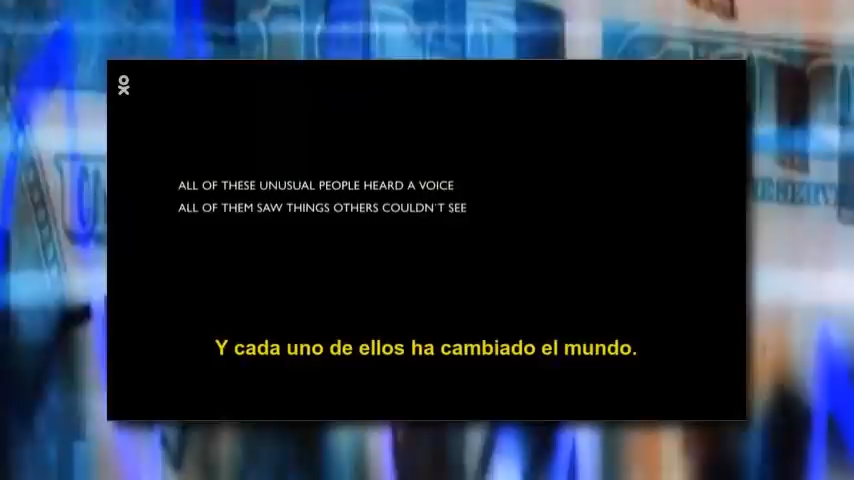 ALL OF THESE UNUSUAL PEOPLE HEARD A VOICE
ALL OF THEM SAW THINGS OTHERS COULDN'T SEE
Y cada uno de ellos ha cambiado el mundo.